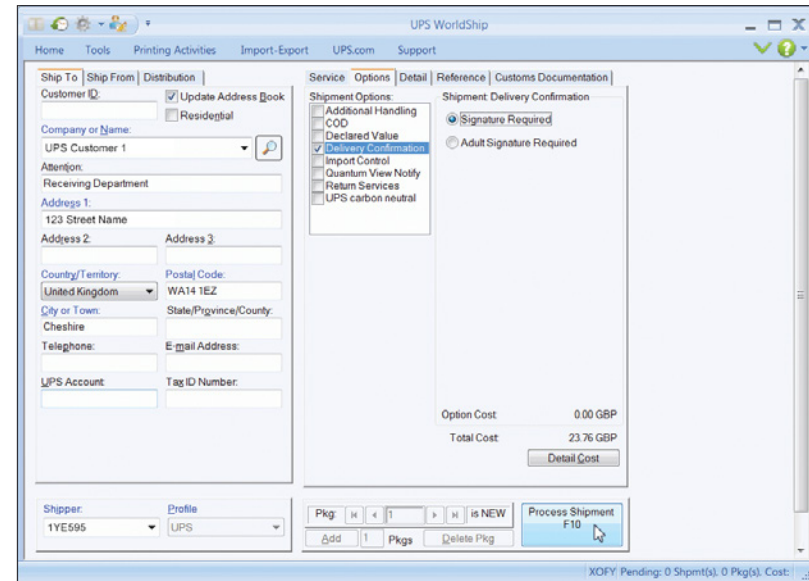 UPS WorldShip
Home Tools Printing Activities Import-Export UPS.com Support
Ship To Ship From Distribution
Customer ID:
Update Address Book
Residential
Company or Name:
UPS Customer 1
Attention:
Receiving Department
Address 1:
123 Street Name
Address 2: Address 3:
Country/Territory: Postal Code:
United Kingdom WA14 1EZ
City or Town: State/Province/County:
Cheshire
Telephone: E-mail Address:
UPS Account: Tax ID Number:
Service Options Detail Reference Customs Documentation
Shipment Options:
Additional Handling
COD
Declared Value
Delivery Confirmation
Import Control
Quantum View Notify
Return Services
UPS carbon neutral
Shipment: Delivery Confirmation
Signature Required
Adult Signature Required
Option Cost: 0.00 GBP
Total Cost: 23.76 GBP
Detail Cost
Shipper: Profile
1YE595 UPS
Pkg: 1 is NEW
Add 1 Pkgs Delete Pkg
Process Shipment
F10
XOFY Pending: 0 Shpmt(s). 0 Pkg(s). Cost: